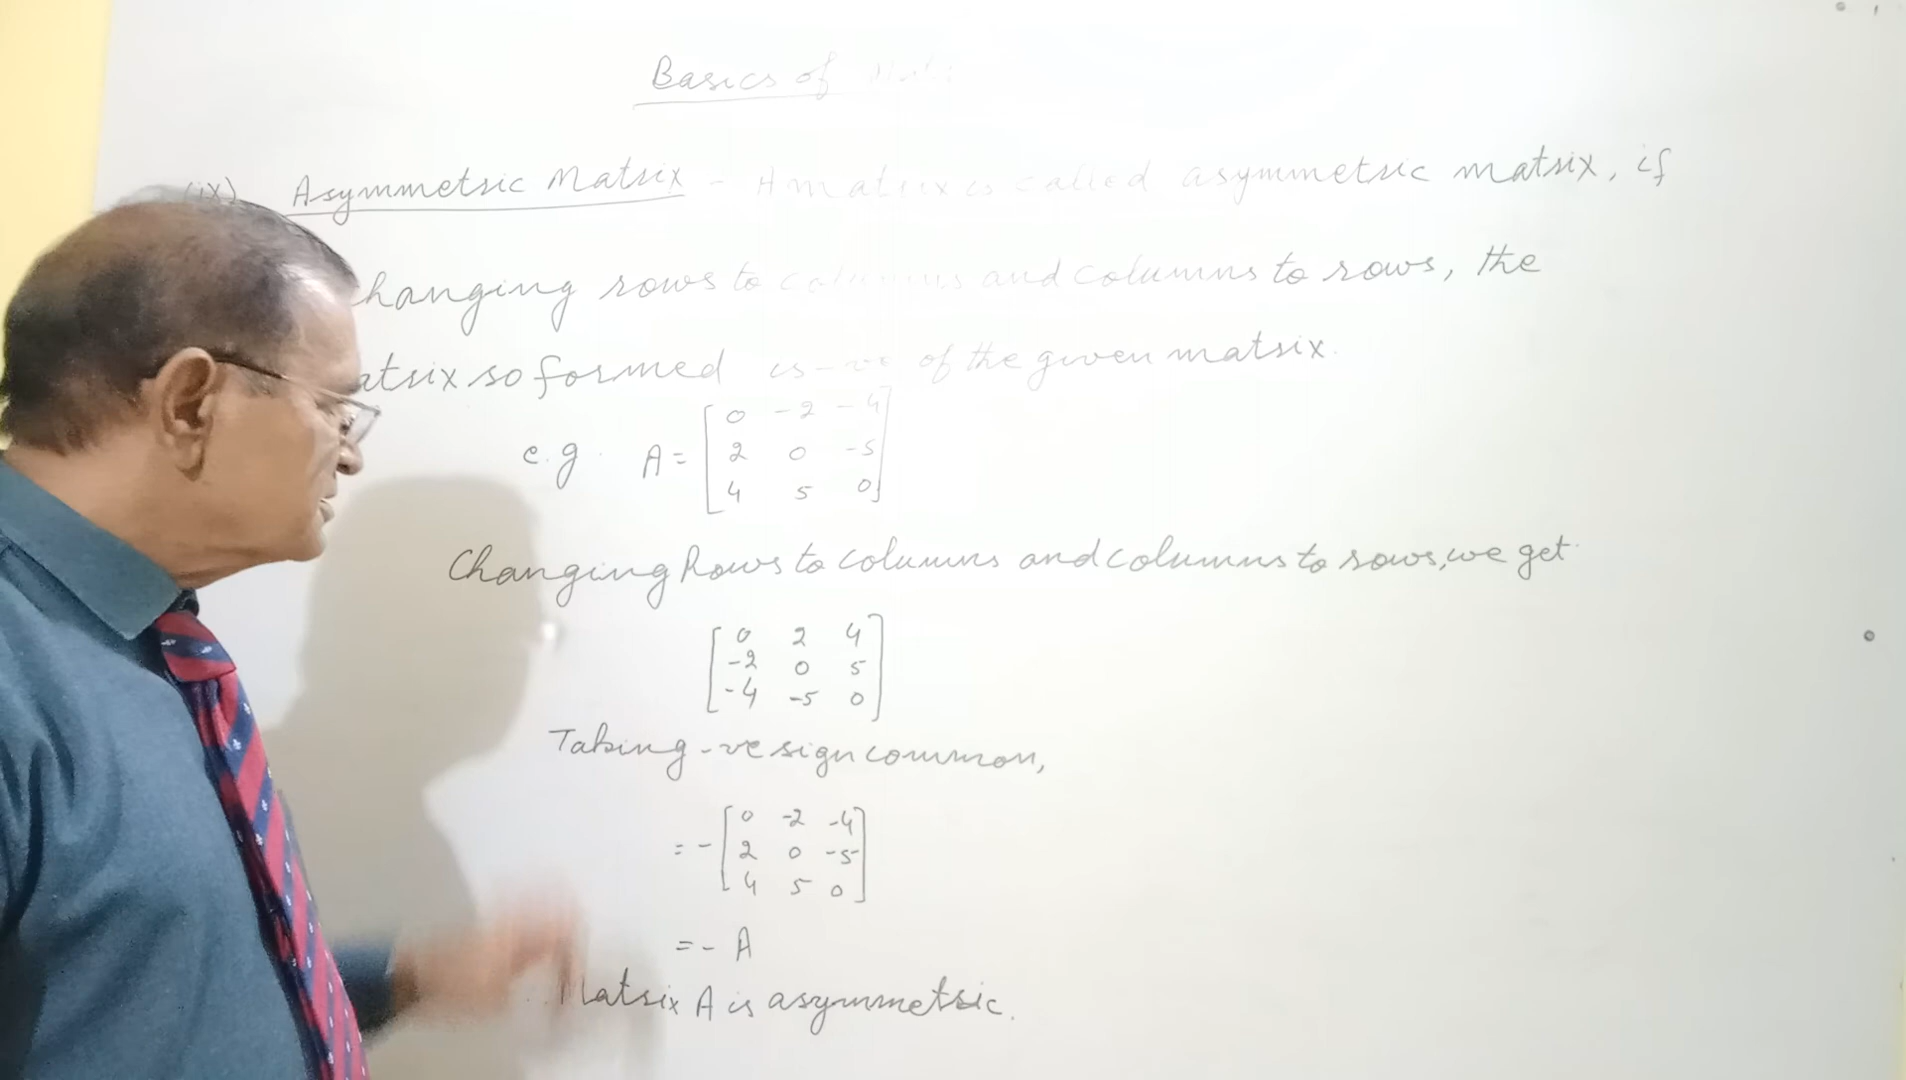 Basics of
(ix) Asymmetric Matrix - A matrix is called asymmetric matrix, if
hanging rows to columns and columns to rows, the
atrix so formed is -ve of the given matrix.
e.g. A = [ 0 -2 -4
2 0 -5
4 5 0 ]
Changing Rows to columns and columns to rows, we get
[ 0 2 4
-2 0 5
-4 -5 0 ]
Taking -ve sign common,
= - [ 0 -2 -4
2 0 -5
4 5 0 ]
= - A
Matrix A is asymmetric.